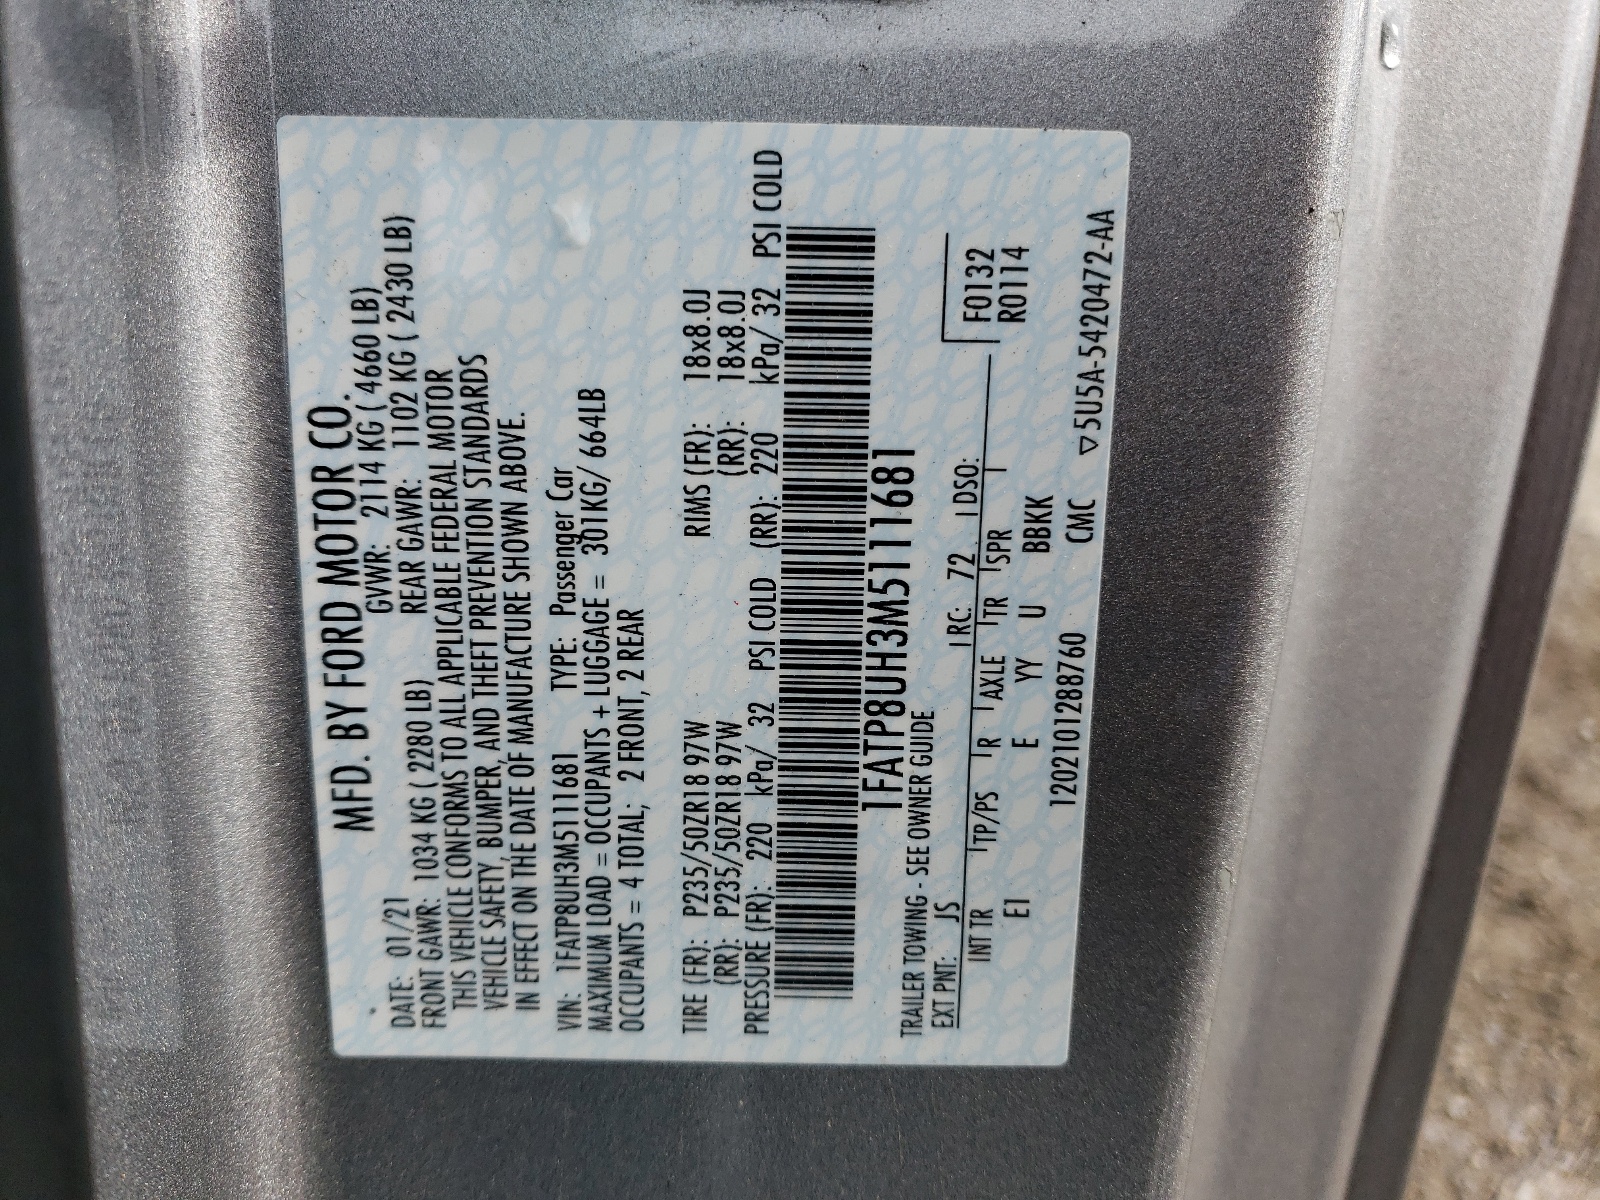 MFD. BY FORD MOTOR CO.
DATE: 01/21 GVWR: 2114 KG ( 4660 LB)
FRONT GAWR: 1034 KG ( 2280 LB) REAR GAWR: 1102 KG ( 2430 LB)
THIS VEHICLE CONFORMS TO ALL APPLICABLE FEDERAL MOTOR
VEHICLE SAFETY, BUMPER, AND THEFT PREVENTION STANDARDS
IN EFFECT ON THE DATE OF MANUFACTURE SHOWN ABOVE.
VIN: 1FATP8UH3M5111681 TYPE: Passenger Car
MAXIMUM LOAD = OCCUPANTS + LUGGAGE = 301KG/ 664LB
OCCUPANTS = 4 TOTAL; 2 FRONT, 2 REAR
TIRE (FR): P235/50ZR18 97W RIMS (FR): 18x8.0J
(RR): P235/50ZR18 97W (RR): 18x8.0J
PRESSURE (FR): 220 kPa/ 32 PSI COLD (RR): 220 kPa/ 32 PSI COLD
1FATP8UH3M5111681
TRAILER TOWING - SEE OWNER GUIDE
EXT PNT: JS RC: 72 DSO: F0132
INT TR TP/PS R AXLE TR SPR R0114
E1 E YY U BBKK
12021012887​60 CMC ▽5U5A-5420472-AA